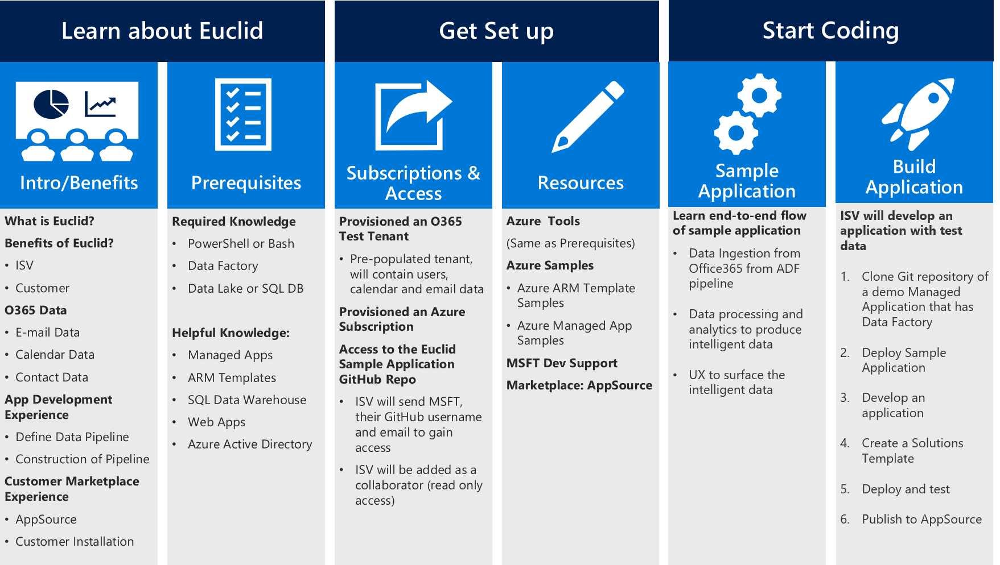 Learn about Euclid
Intro/Benefits
What is Euclid?
Benefits of Euclid?
• ISV
• Customer
O365 Data
• E-mail Data
• Calendar Data
• Contact Data
App Development
Experience
• Define Data Pipeline
• Construction of Pipeline
Customer Marketplace
Experience
• AppSource
• Customer Installation
Prerequisites
Required Knowledge
• PowerShell or Bash
• Data Factory
• Data Lake or SQL DB
Helpful Knowledge:
• Managed Apps
• ARM Templates
• SQL Data Warehouse
• Web Apps
• Azure Active Directory
Get Set up
Subscriptions &
Access
Provisioned an O365
Test Tenant
• Pre-populated tenant,
will contain users,
calendar and email data
Provisioned an Azure
Subscription
Access to the Euclid
Sample Application
GitHub Repo
• ISV will send MSFT,
their GitHub username
and email to gain
access
• ISV will be added as a
collaborator (read only
access)
Resources
Azure Tools
(Same as Prerequisites)
Azure Samples
• Azure ARM Template
Samples
• Azure Managed App
Samples
MSFT Dev Support
Marketplace: AppSource
Start Coding
Sample
Application
Learn end-to-end flow
of sample application
• Data Ingestion from
Office365 from ADF
pipeline
• Data processing and
analytics to produce
intelligent data
• UX to surface the
intelligent data
Build
Application
ISV will develop an
application with test
data
1. Clone Git repository of
a demo Managed
Application that has
Data Factory
2. Deploy Sample
Application
3. Develop an
application
4. Create a Solutions
Template
5. Deploy and test
6. Publish to AppSource